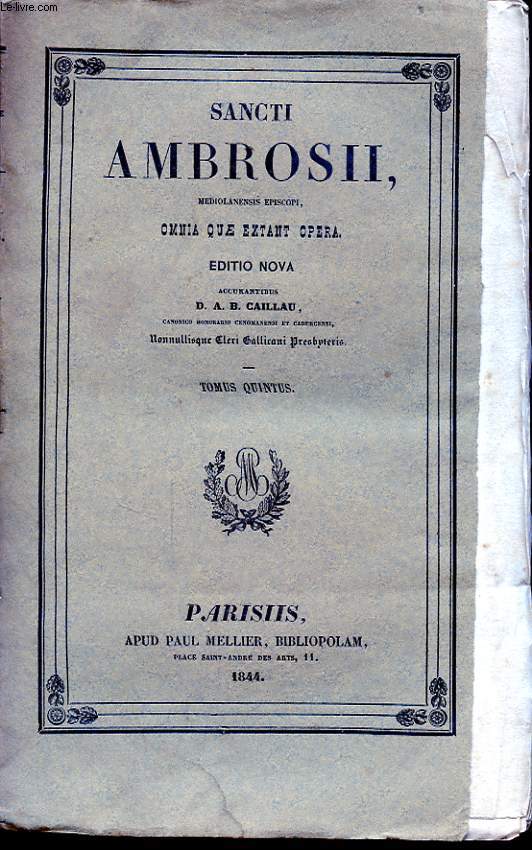 Le-livre.com
SANCTI
AMBROSII,
MEDIOLANENSIS EPISCOPI,
OMNIA QUÆ EXTANT OPERA.
EDITIO NOVA
ACCURANTIBUS
D. A. B. CAILLAU,
CANONICO HONORARIO CENOMANENSI ET
Nonnullisque Cleri Gallicani Presbyteris.
—
TOMUS QUINTUS.
PARISIIS,
APUD PAUL MELLIER, BIBLIOPOLAM,
PLACE SAINT-ANDRÉ DES ARTS, 11.
1844.